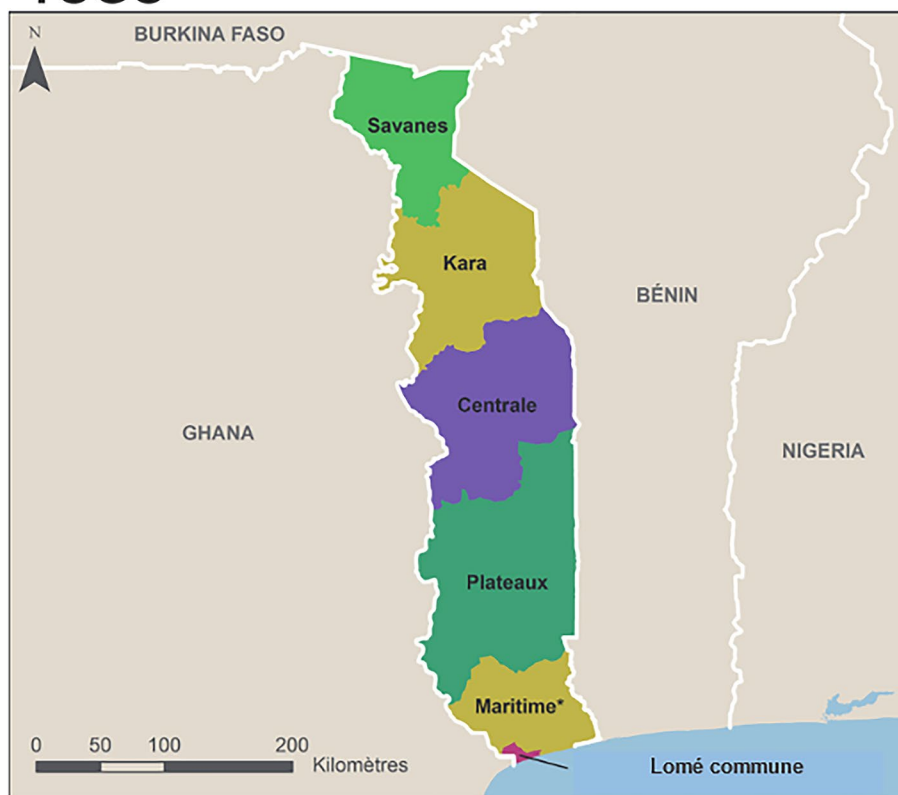 BURKINA FASO
N
Savanes
Kara
BÉNIN
Centrale
GHANA
NIGERIA
Plateaux
Maritime*
0 50 100 200
Kilomètres
Lomé commune